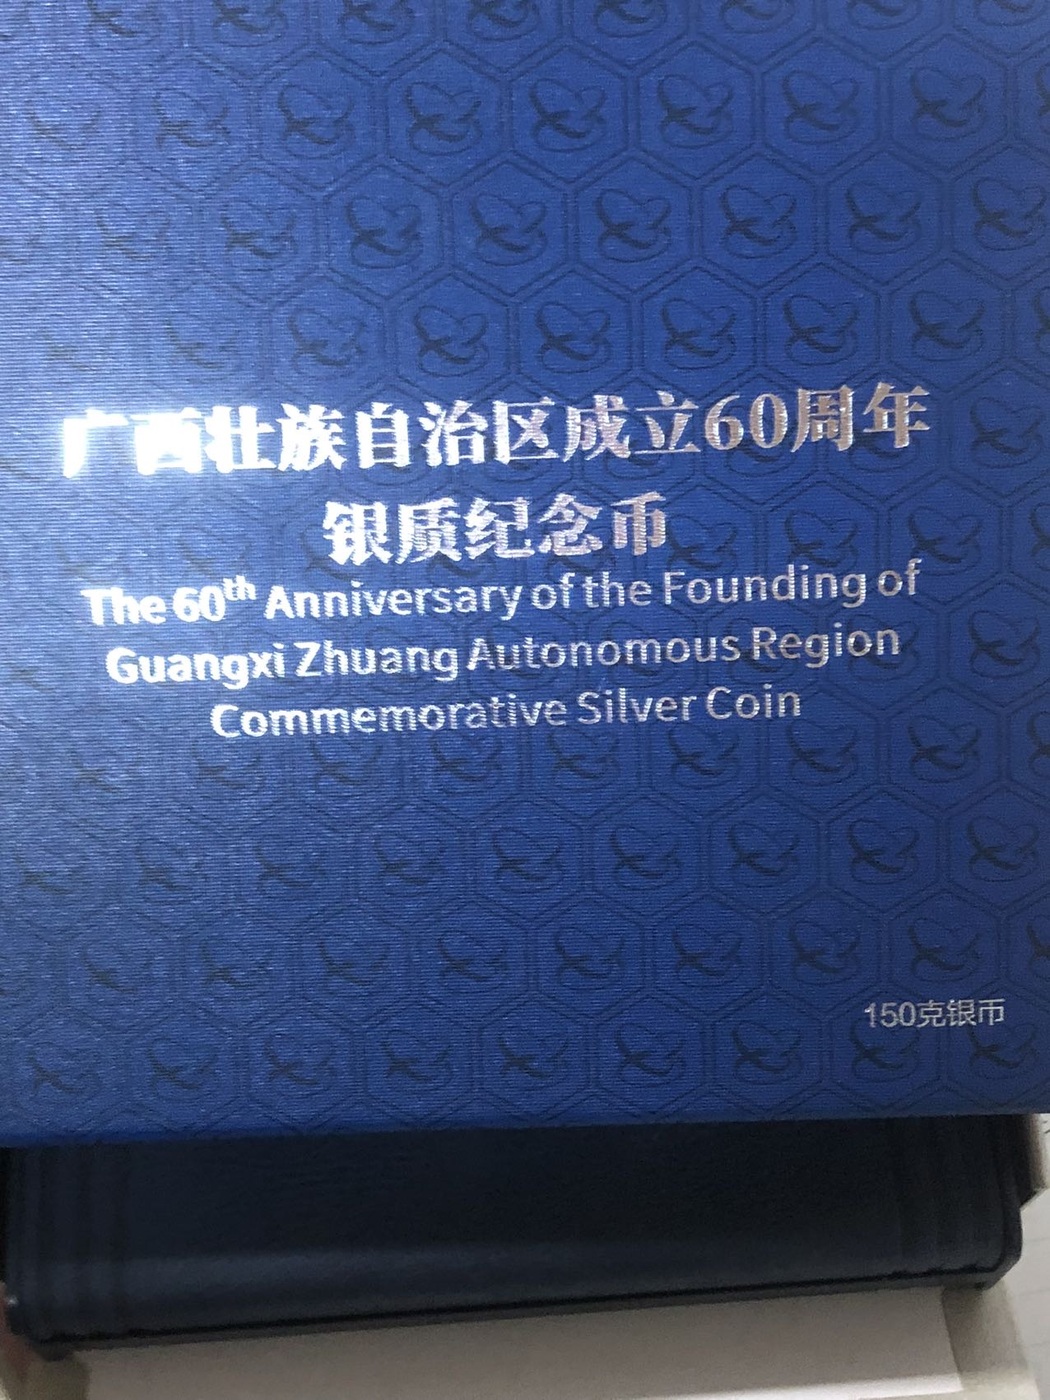 广西壮族自治区成立60周年
银质纪念币
The 60th Anniversary of the Founding of
Guangxi Zhuang Autonomous Region
Commemorative Silver Coin
150克银币